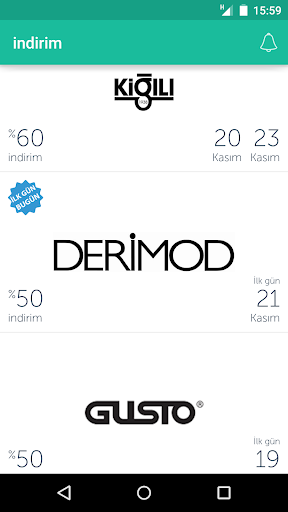 H 15:59
indirim
KİĞILI
1938
%60 20 23
indirim Kasım Kasım
İLK GÜN
BUGÜN
DERİMOD
İlk gün
%50 21
indirim Kasım
GUSTO®
İlk gün
%50 19